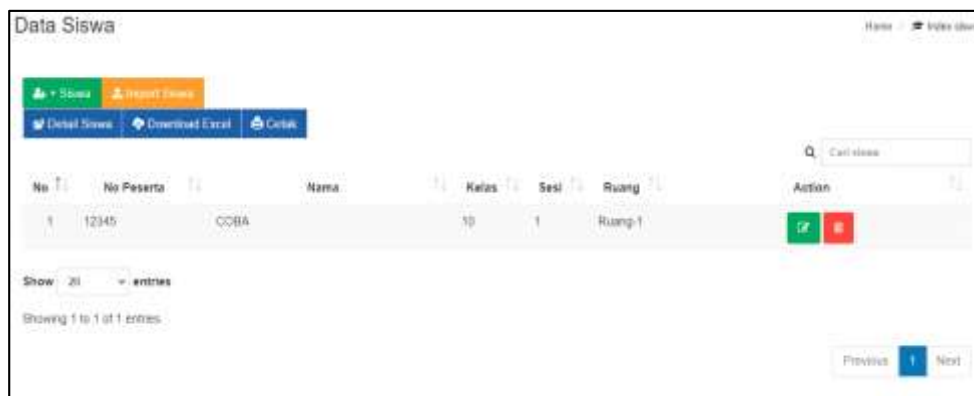 Data Siswa
Home / Index siswa
+ Siswa Import Siswa
Detail Siswa Download Excel Cetak
Cari siswa
No No Peserta Nama Kelas Sesi Ruang Action
1 12345 COBA 10 1 Ruang-1
Show 20 entries
Showing 1 to 1 of 1 entries
Previous 1 Next